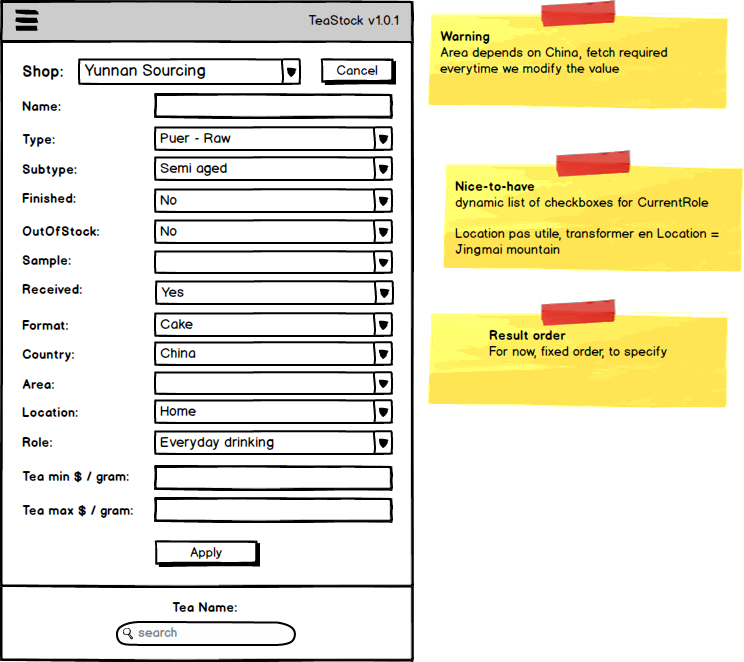 TeaStock v1.0.1
Shop: Yunnan Sourcing Cancel
Name:
Type: Puer - Raw
Subtype: Semi aged
Finished: No
OutOfStock: No
Sample:
Received: Yes
Format: Cake
Country: China
Area:
Location: Home
Role: Everyday drinking
Tea min $ / gram:
Tea max $ / gram:
Apply
Tea Name:
search
Warning
Area depends on China, fetch required
everytime we modify the value
Nice-to-have
dynamic list of checkboxes for CurrentRole
Location pas utile, transformer en Location =
Jingmai mountain
Result order
For now, fixed order, to specify